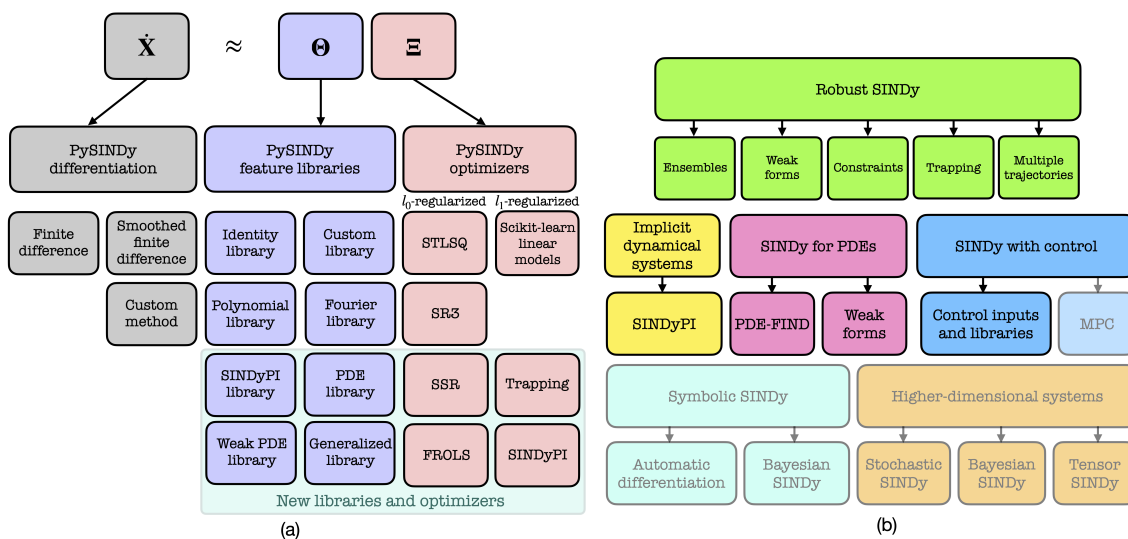 Ẋ ≈ Θ Ξ
PySINDy
differentiation
PySINDy
feature libraries
PySINDy
optimizers
l₀-regularized
l₁-regularized
Finite
difference
Smoothed
finite
difference
Identity
library
Custom
library
STLSQ
Scikit-learn
linear
models
Custom
method
Polynomial
library
Fourier
library
SR3
SINDyPI
library
PDE
library
SSR
Trapping
Weak PDE
library
Generalized
library
FROLS
SINDyPI
New libraries and optimizers
(a)
Robust SINDy
Ensembles
Weak
forms
Constraints
Trapping
Multiple
trajectories
Implicit
dynamical
systems
SINDy for PDEs
SINDy with control
SINDyPI
PDE-FIND
Weak
forms
Control inputs
and libraries
MPC
Symbolic SINDy
Higher-dimensional systems
Automatic
differentiation
Bayesian
SINDy
Stochastic
SINDy
Bayesian
SINDy
Tensor
SINDy
(b)